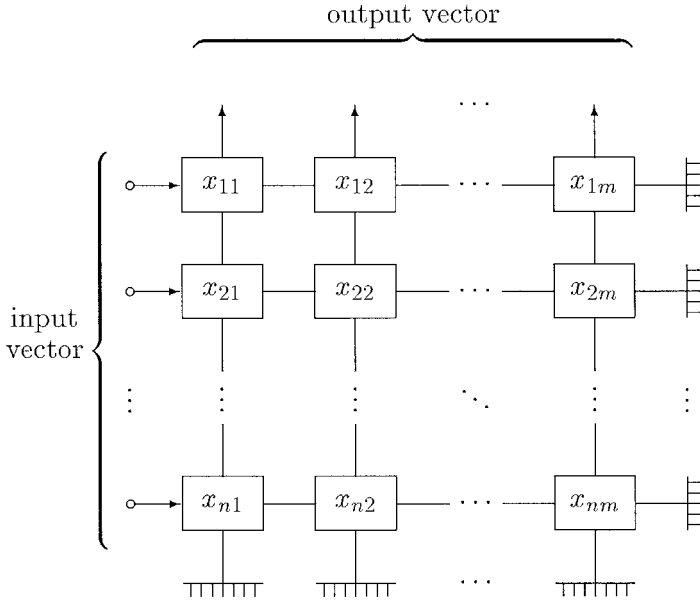 output vector
· · ·
x₁₁ x₁₂ · · · x₁ₘ
input
vector
x₂₁ x₂₂ · · · x₂ₘ
⋮ ⋮ ⋮ ⋱ ⋮ ⋮
xₙ₁ xₙ₂ · · · xₙₘ
· · ·